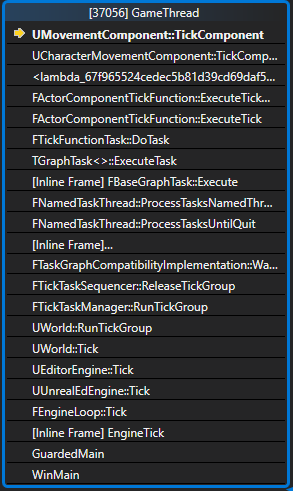 [37056] GameThread
UMovementComponent::TickComponent
UCharacterMovementComponent::TickComp...
<lambda_67f965524cedec5b81d39cd69daf5...
FActorComponentTickFunction::ExecuteTick...
FActorComponentTickFunction::ExecuteTick
FTickFunctionTask::DoTask
TGraphTask<>::ExecuteTask
[Inline Frame] FBaseGraphTask::Execute
FNamedTaskThread::ProcessTasksNamedThr...
FNamedTaskThread::ProcessTasksUntilQuit
[Inline Frame]...
FTaskGraphCompatibilityImplementation::Wa...
FTickTaskSequencer::ReleaseTickGroup
FTickTaskManager::RunTickGroup
UWorld::RunTickGroup
UWorld::Tick
UEditorEngine::Tick
UUnrealEdEngine::Tick
FEngineLoop::Tick
[Inline Frame] EngineTick
GuardedMain
WinMain